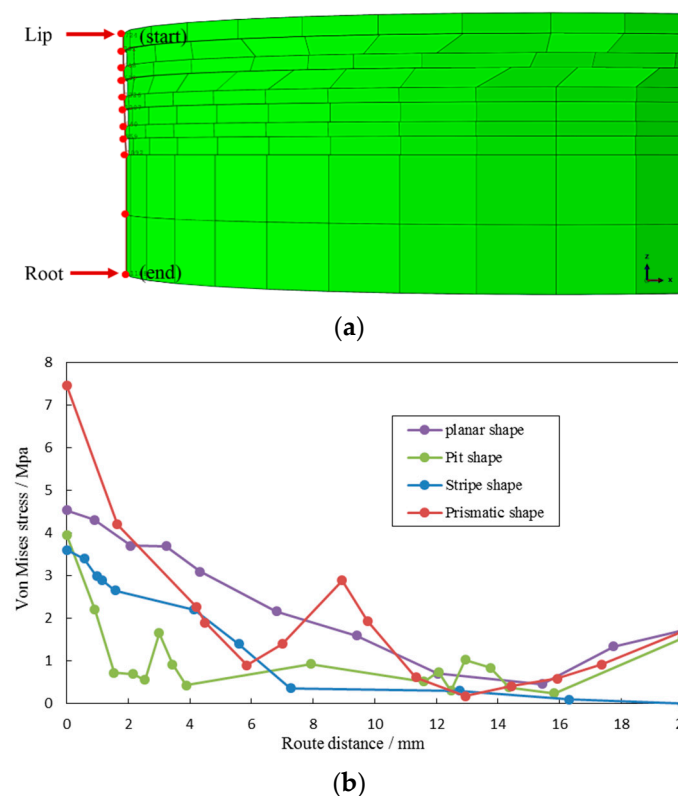 Lip
(start)
Root
(end)
z
x
(a)
8
7
6
5
4
3
2
1
0
Von Mises stress / Mpa
planar shape
Pit shape
Stripe shape
Prismatic shape
0 2 4 6 8 10 12 14 16 18
Route distance / mm
(b)